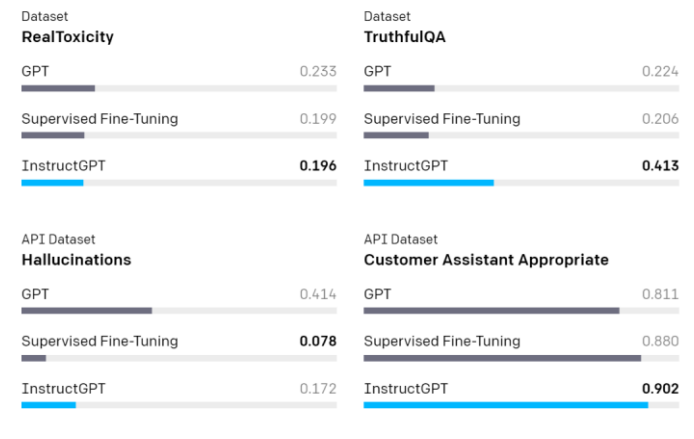 Dataset
RealToxicity
GPT 0.233
Supervised Fine-Tuning 0.199
InstructGPT 0.196
Dataset
TruthfulQA
GPT 0.224
Supervised Fine-Tuning 0.206
InstructGPT 0.413
API Dataset
Hallucinations
GPT 0.414
Supervised Fine-Tuning 0.078
InstructGPT 0.172
API Dataset
Customer Assistant Appropriate
GPT 0.811
Supervised Fine-Tuning 0.880
InstructGPT 0.902